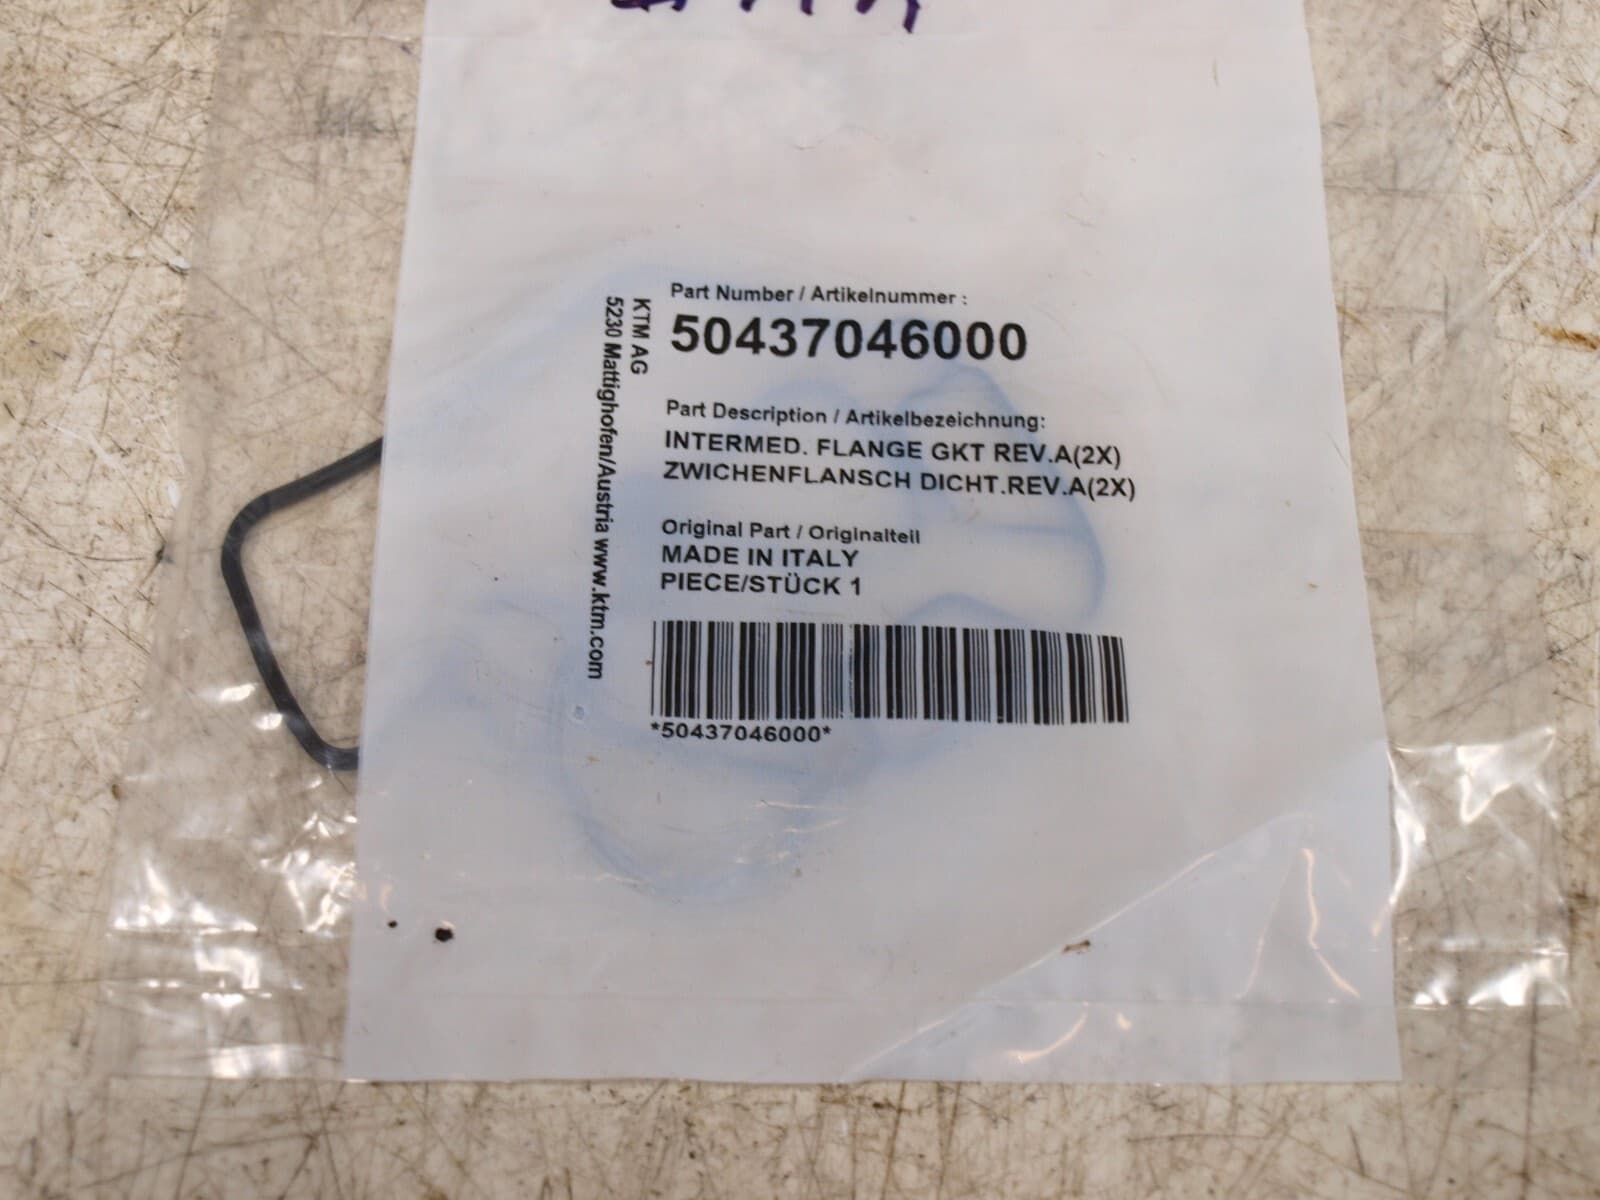 Part Number / Artikelnummer :
50437046000
Part Description / Artikelbezeichnung:
INTERMED. FLANGE GKT REV.A(2X)
ZWICHENFLANSCH DICHT.REV.A(2X)
Original Part / Originalteil
MADE IN ITALY
PIECE/STÜCK 1
*50437046000*
KTM AG
5230 Mattighofen/Austria www.ktm.com